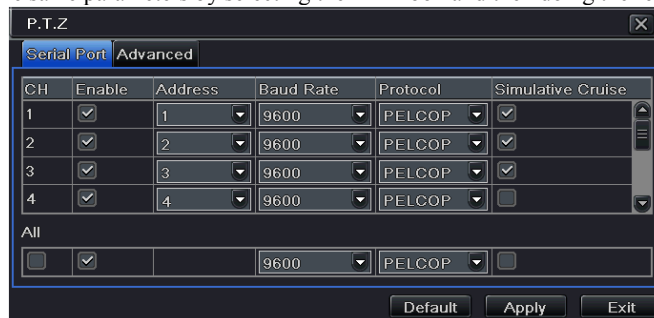 P.T.Z
Serial Port Advanced
CH Enable Address Baud Rate Protocol Simulative Cruise
1 1 9600 PELCOP
2 2 9600 PELCOP
3 3 9600 PELCOP
4 4 9600 PELCOP
All
9600 PELCOP
Default Apply Exit